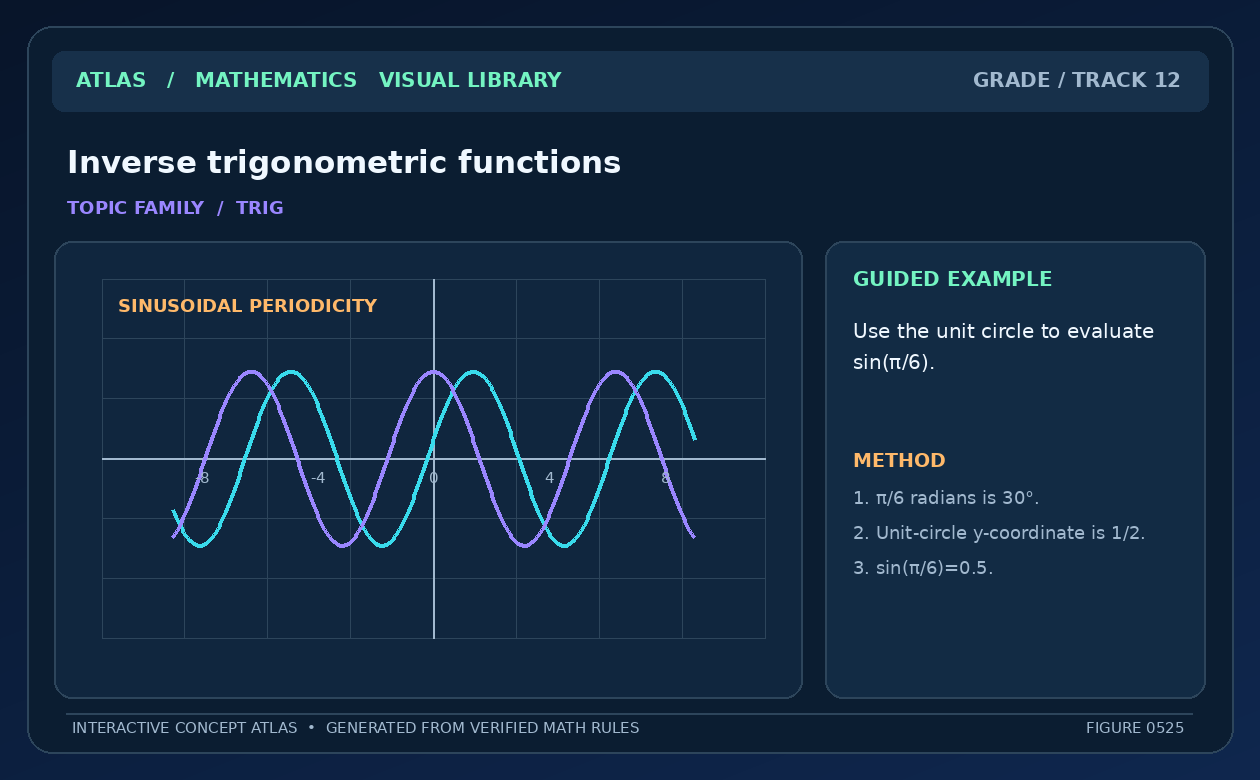 ATLAS / MATHEMATICS VISUAL LIBRARY
GRADE / TRACK 12
Inverse trigonometric functions
TOPIC FAMILY / TRIG
SINUSOIDAL PERIODICITY
-8 -4 0 4 8
GUIDED EXAMPLE
Use the unit circle to evaluate
sin(π/6).
METHOD
1. π/6 radians is 30°.
2. Unit-circle y-coordinate is 1/2.
3. sin(π/6)=0.5.
INTERACTIVE CONCEPT ATLAS • GENERATED FROM VERIFIED MATH RULES
FIGURE 0525